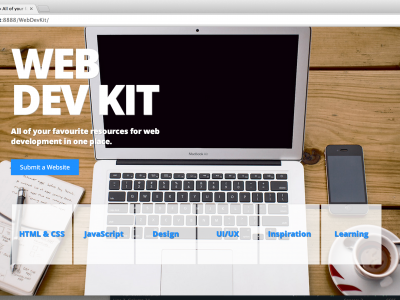 All of your
8888/WebDevKit/
WEB
DEV KIT
All of your favourite resources for web
development in one place.
Submit a Website
MacBook Air
HTML & CSS
JavaScript
Design
UI/UX
Inspiration
Learning